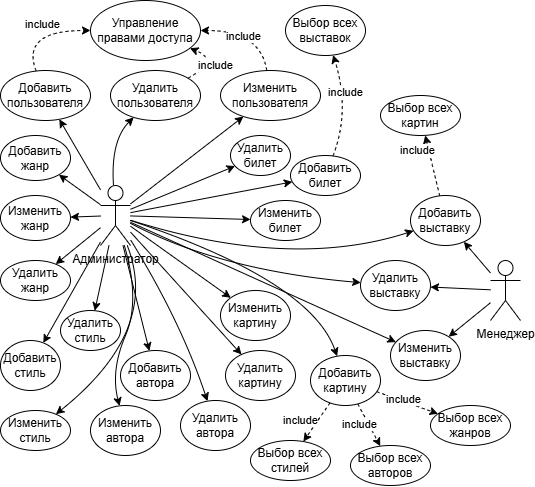 include
Управление
правами доступа
include
include
Выбор всех
выставок
Добавить
пользователя
Удалить
пользователя
Изменить
пользователя
include
Выбор всех
картин
include
Добавить
жанр
Удалить
билет
Добавить
билет
Изменить
жанр
Изменить
билет
Добавить
выставку
Администратор
Удалить
жанр
Удалить
выставку
Изменить
картину
Менеджер
Удалить
стиль
Добавить
стиль
Добавить
автора
Удалить
картину
Добавить
картину
Изменить
выставку
Изменить
стиль
Изменить
автора
Удалить
автора
include
include
include
Выбор всех
жанров
Выбор всех
стилей
Выбор всех
авторов